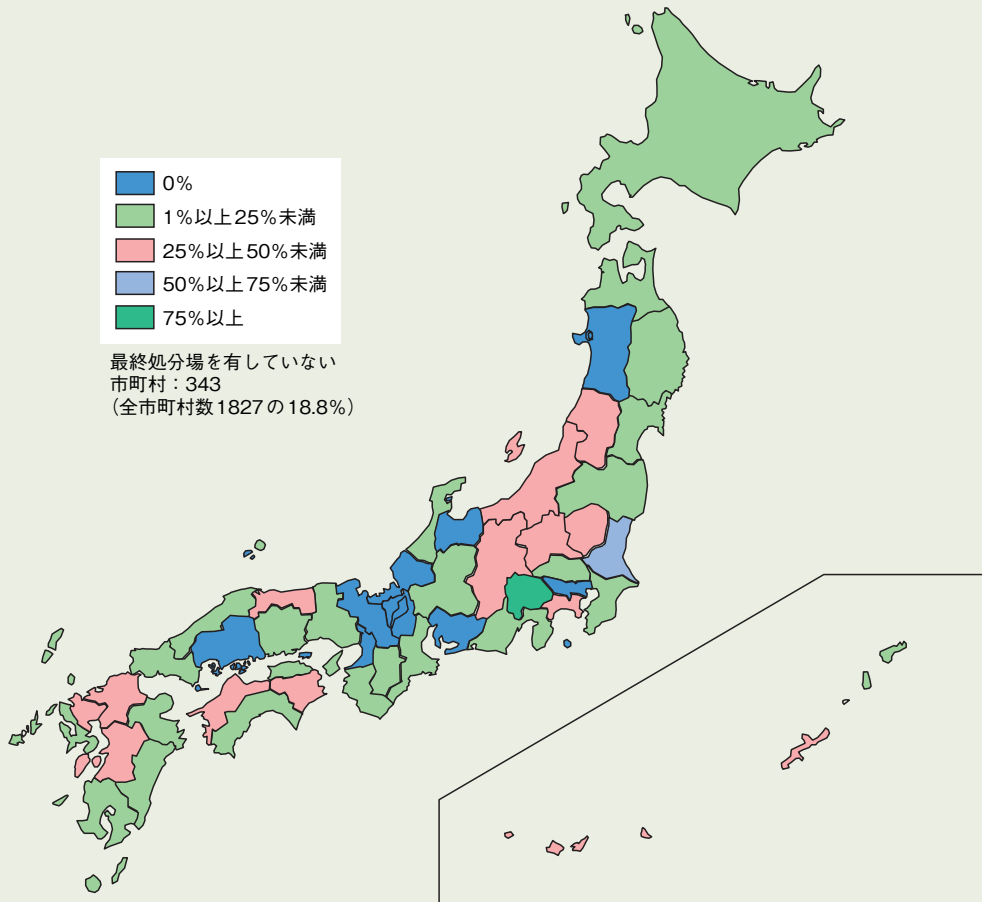 0%
1%以上25%未満
25%以上50%未満
50%以上75%未満
75%以上
最終処分場を有していない
市町村：343
（全市町村数1827の18.8%）